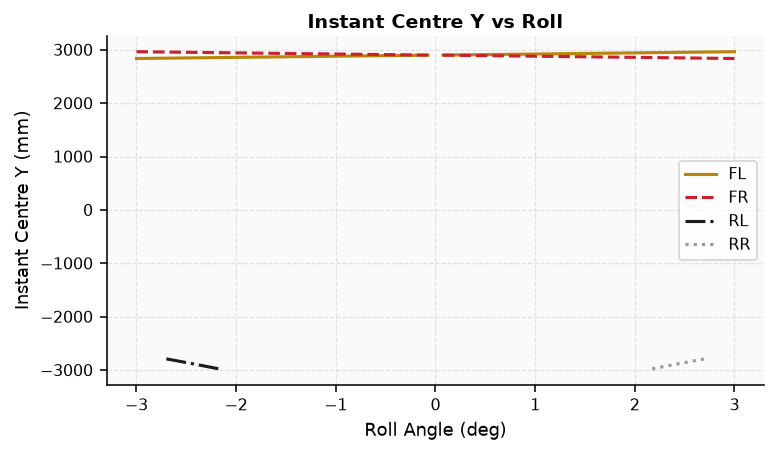 Instant Centre Y vs Roll
Instant Centre Y (mm)
3000
2000
1000
0
−1000
−2000
−3000
FL
FR
RL
RR
−3 −2 −1 0 1 2 3
Roll Angle (deg)